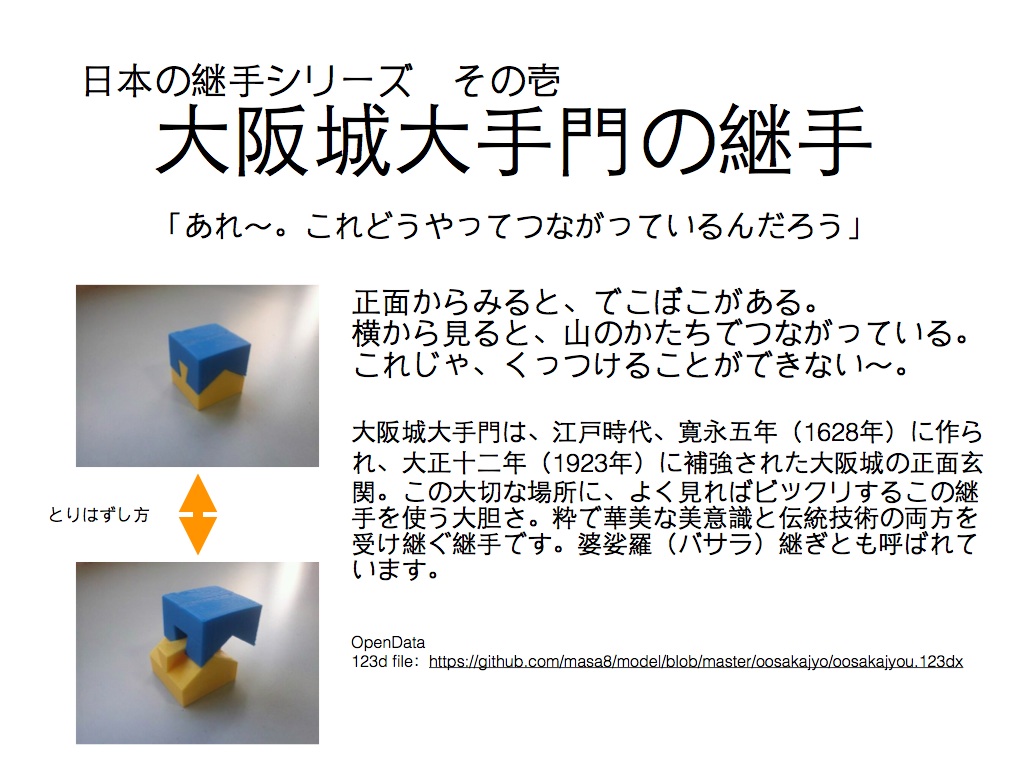 日本の継手シリーズ　その壱
大阪城大手門の継手
「あれ〜。これどうやってつながっているんだろう」
正面からみると、でこぼこがある。
横から見ると、山のかたちでつながっている。
これじゃ、くっつけることができない〜。
大阪城大手門は、江戸時代、寛永五年（1628年）に作ら
れ、大正十二年（1923年）に補強された大阪城の正面玄
関。この大切な場所に、よく見ればビックリするこの継
手を使う大胆さ。粋で華美な美意識と伝統技術の両方を
受け継ぐ継手です。婆娑羅（バサラ）継ぎとも呼ばれて
います。
とりはずし方
OpenData
123d file：https://github.com/masa8/model/blob/master/oosakajyo/oosakajyou.123dx